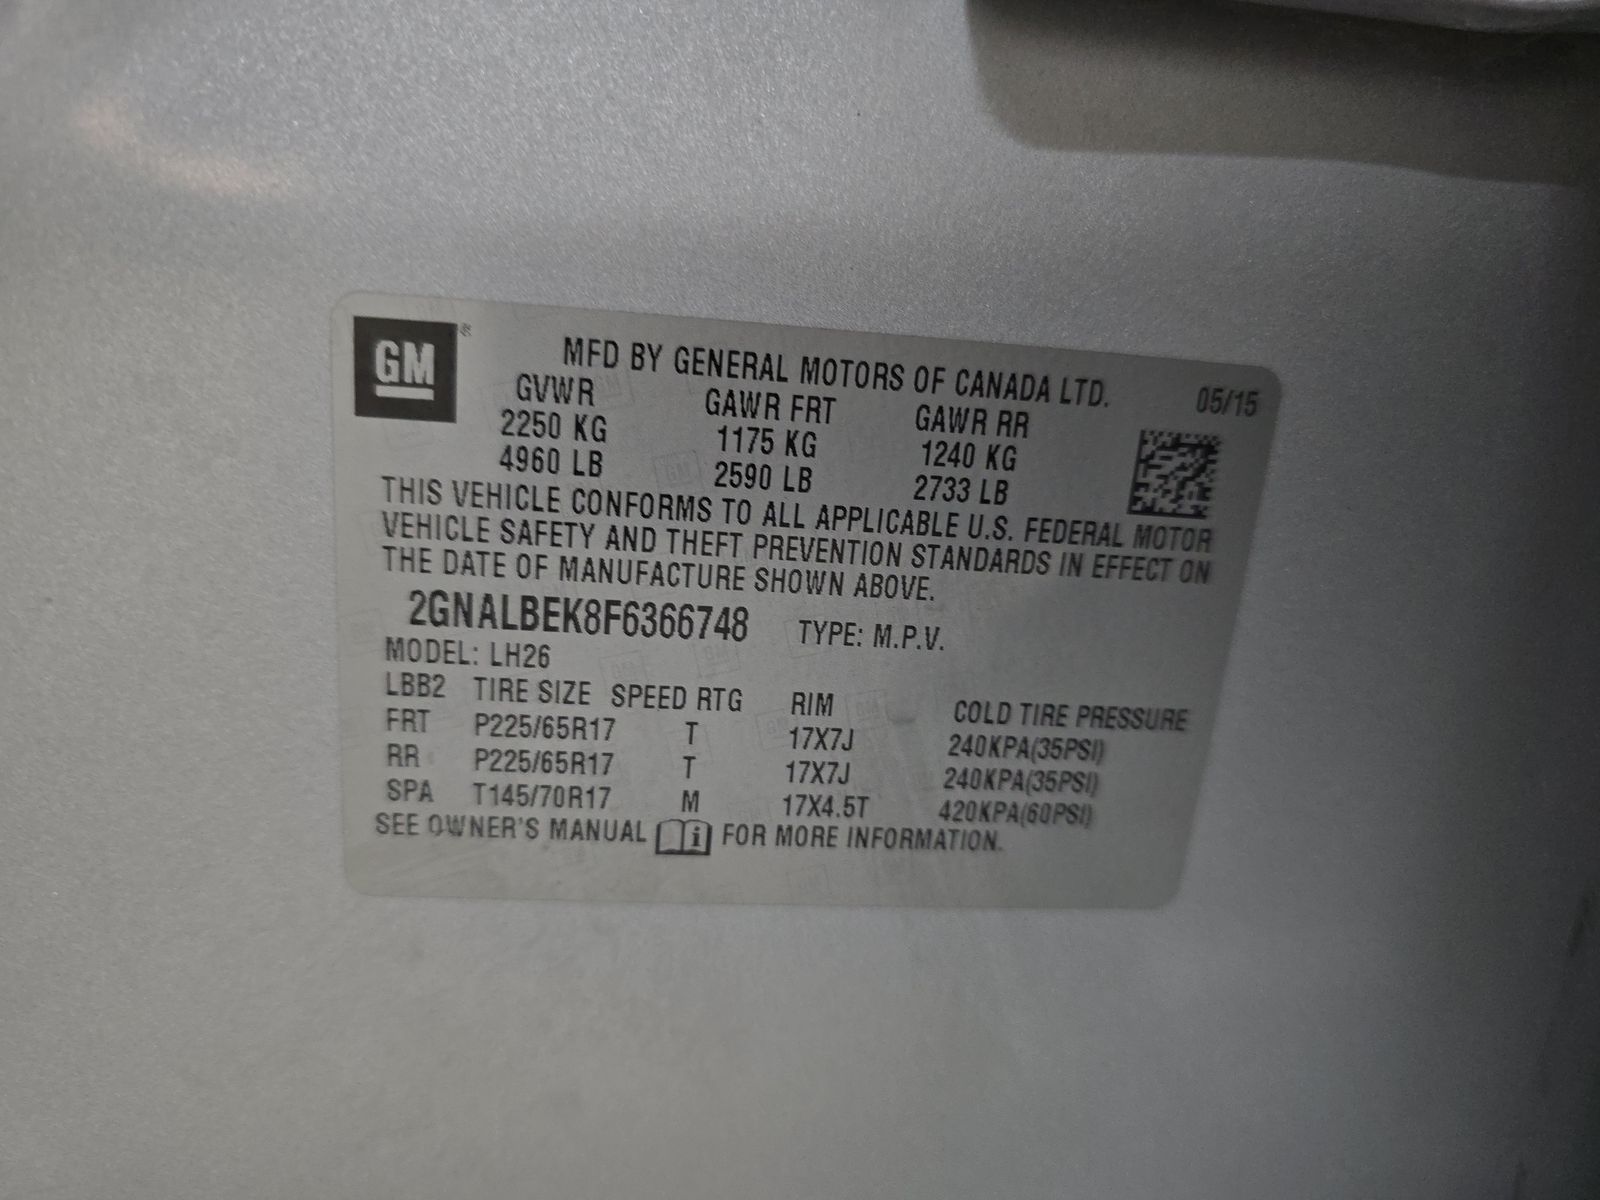 GM ®
MFD BY GENERAL MOTORS OF CANADA LTD. 05/15
GVWR GAWR FRT GAWR RR
2250 KG 1175 KG 1240 KG
4960 LB 2590 LB 2733 LB
THIS VEHICLE CONFORMS TO ALL APPLICABLE U.S. FEDERAL MOTOR
VEHICLE SAFETY AND THEFT PREVENTION STANDARDS IN EFFECT ON
THE DATE OF MANUFACTURE SHOWN ABOVE.
2GNALBEK8F6366748 TYPE: M.P.V.
MODEL: LH26
LBB2 TIRE SIZE SPEED RTG RIM COLD TIRE PRESSURE
FRT P225/65R17 T 17X7J 240KPA(35PSI)
RR P225/65R17 T 17X7J 240KPA(35PSI)
SPA T145/70R17 M 17X4.5T 420KPA(60PSI)
SEE OWNER'S MANUAL i FOR MORE INFORMATION.